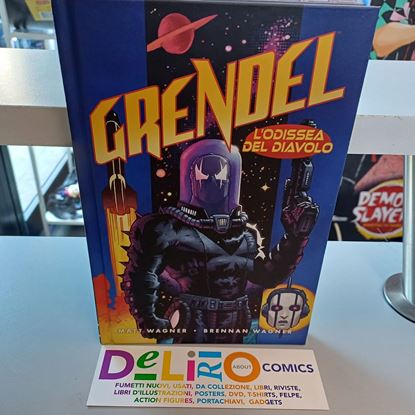 GRENDEL
L'ODISSEA
DEL DIAVOLO
DEMON
SLAYER
MATT WAGNER • BRENNAN WAGNER
DeLiRiO
ABOUT COMICS
FUMETTI NUOVI, USATI, DA COLLEZIONE, LIBRI, RIVISTE,
LIBRI D'ILLUSTRAZIONI, POSTERS, DVD, T-SHIRTS, FELPE,
ACTION FIGURES, PORTACHIAVI, GADGETS